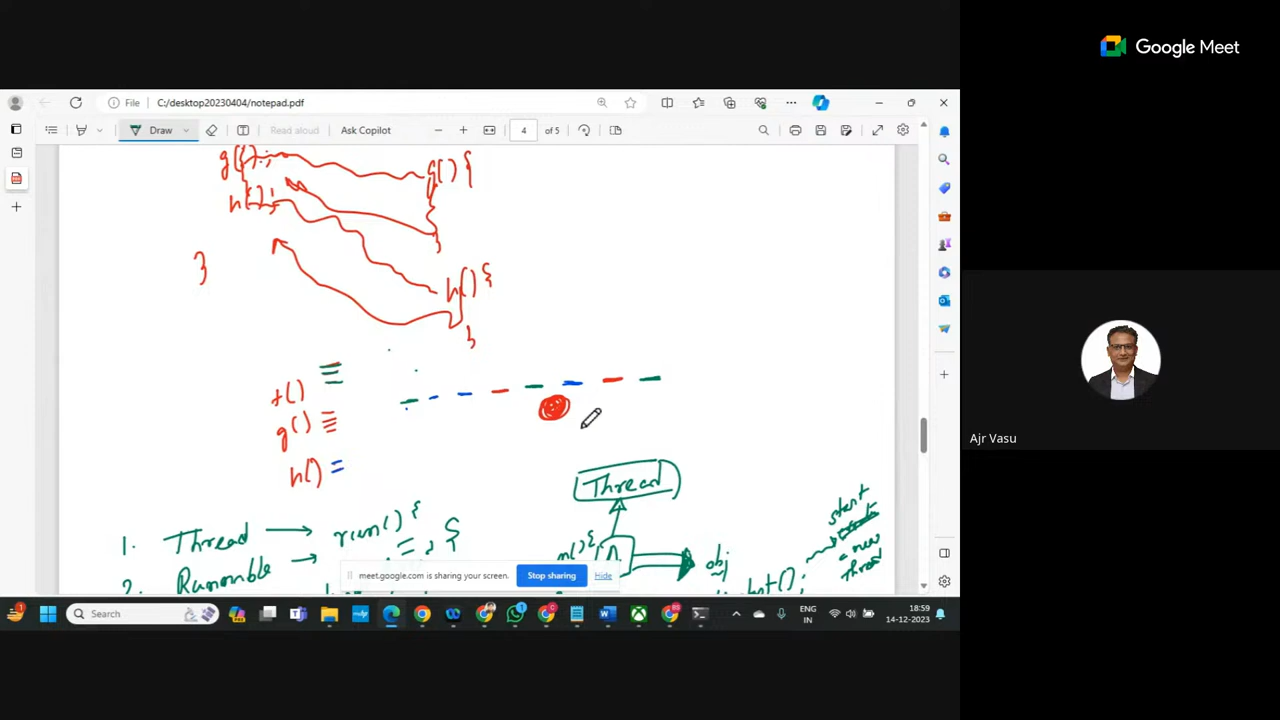 Google Meet
File C:/desktop20230404/notepad.pdf
Draw Read aloud Ask Copilot 4 of 5
g();
g(){
}
h();
}
h(){
}
f()
g()
h()
Thread
1. Thread → run(){
2. Runnable →
}
start
a new
Thread
obj
meet.google.com is sharing your screen. Stop sharing Hide
Ajr Vasu
Search
ENG
IN
18:59
14-12-2023